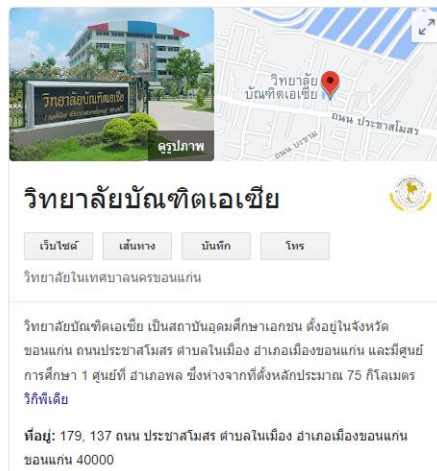 วิทยาลัยบัณฑิตเอเซีย
ดูรูปภาพ
วิทยาลัย
บัณฑิตเอเซีย
ถนน ประชาสโมสร
วิทยาลัยบัณฑิตเอเซีย
เว็บไซต์
เส้นทาง
บันทึก
โทร
วิทยาลัยในเทศบาลนครขอนแก่น
วิทยาลัยบัณฑิตเอเซีย เป็นสถาบันอุดมศึกษาเอกชน ตั้งอยู่ในจังหวัด
ขอนแก่น ถนนประชาสโมสร ตำบลในเมือง อำเภอเมืองขอนแก่น และมีศูนย์
การศึกษา 1 ศูนย์ที่ อำเภอพล ซึ่งห่างจากที่ตั้งหลักประมาณ 75 กิโลเมตร
วิกิพีเดีย
ที่อยู่: 179, 137 ถนน ประชาสโมสร ตำบลในเมือง อำเภอเมืองขอนแก่น
ขอนแก่น 40000